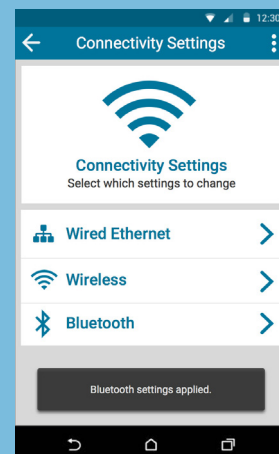 12:30
Connectivity Settings
Connectivity Settings
Select which settings to change
Wired Ethernet
Wireless
Bluetooth
Bluetooth settings applied.